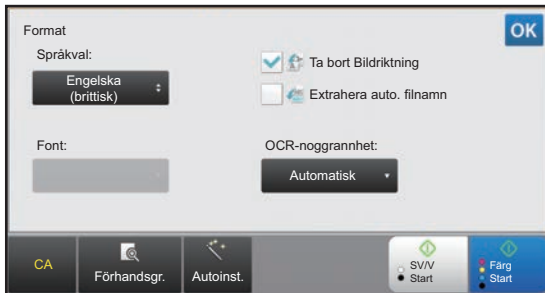 Format
OK
Språkval:
Engelska
(brittisk)
Ta bort Bildriktning
Extrahera auto. filnamn
Font:
OCR-noggrannhet:
Automatisk
CA
Förhandsgr.
Autoinst.
SV/V
Start
Färg
Start